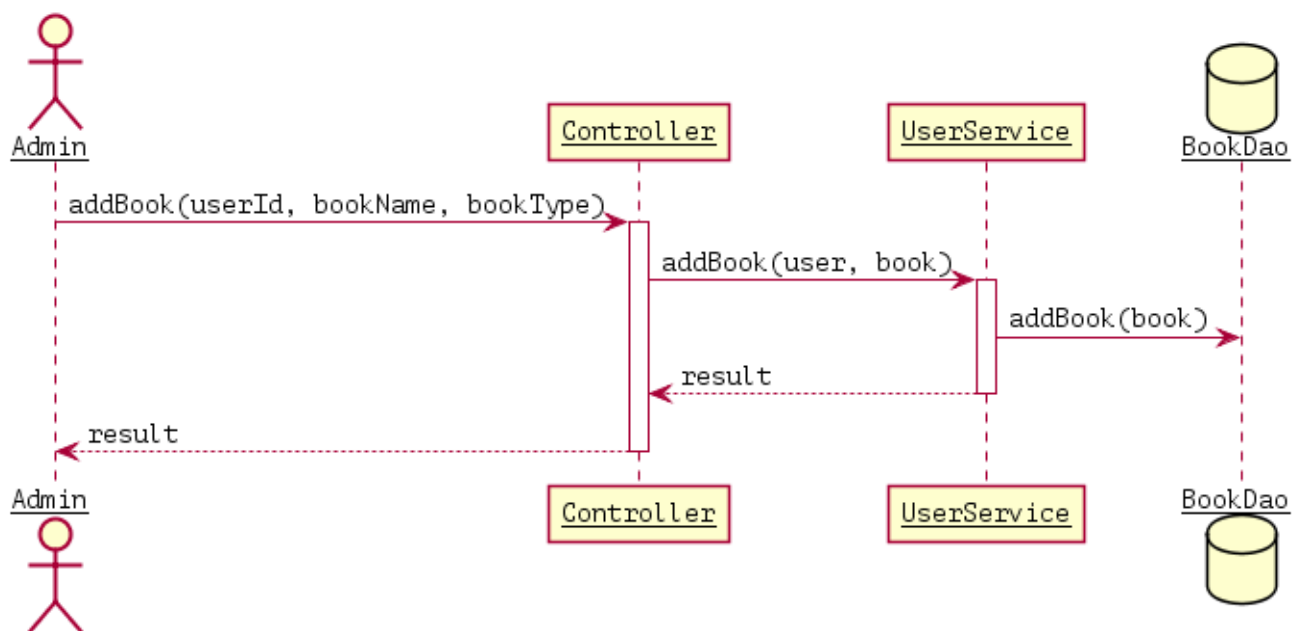 Admin
Controller
UserService
BookDao
addBook(userId, bookName, bookType)
addBook(user, book)
addBook(book)
result
result
Admin
Controller
UserService
BookDao